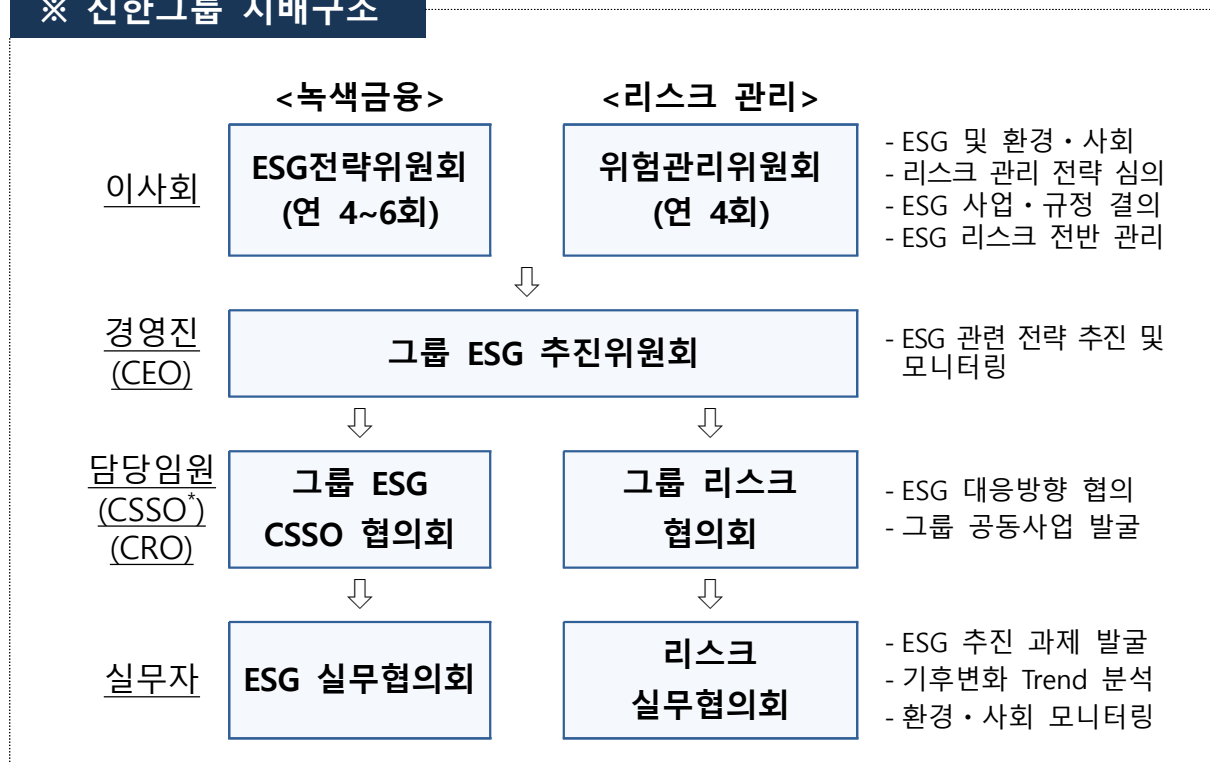 ※ 신한그룹 지배구조
<녹색금융>
<리스크 관리>
이사회
ESG전략위원회
(연 4~6회)
위험관리위원회
(연 4회)
- ESG 및 환경・사회
- 리스크 관리 전략 심의
- ESG 사업・규정 결의
- ESG 리스크 전반 관리
경영진
(CEO)
그룹 ESG 추진위원회
- ESG 관련 전략 추진 및
모니터링
담당임원
(CSSO*)
(CRO)
그룹 ESG
CSSO 협의회
그룹 리스크
협의회
- ESG 대응방향 협의
- 그룹 공동사업 발굴
실무자
ESG 실무협의회
리스크
실무협의회
- ESG 추진 과제 발굴
- 기후변화 Trend 분석
- 환경・사회 모니터링